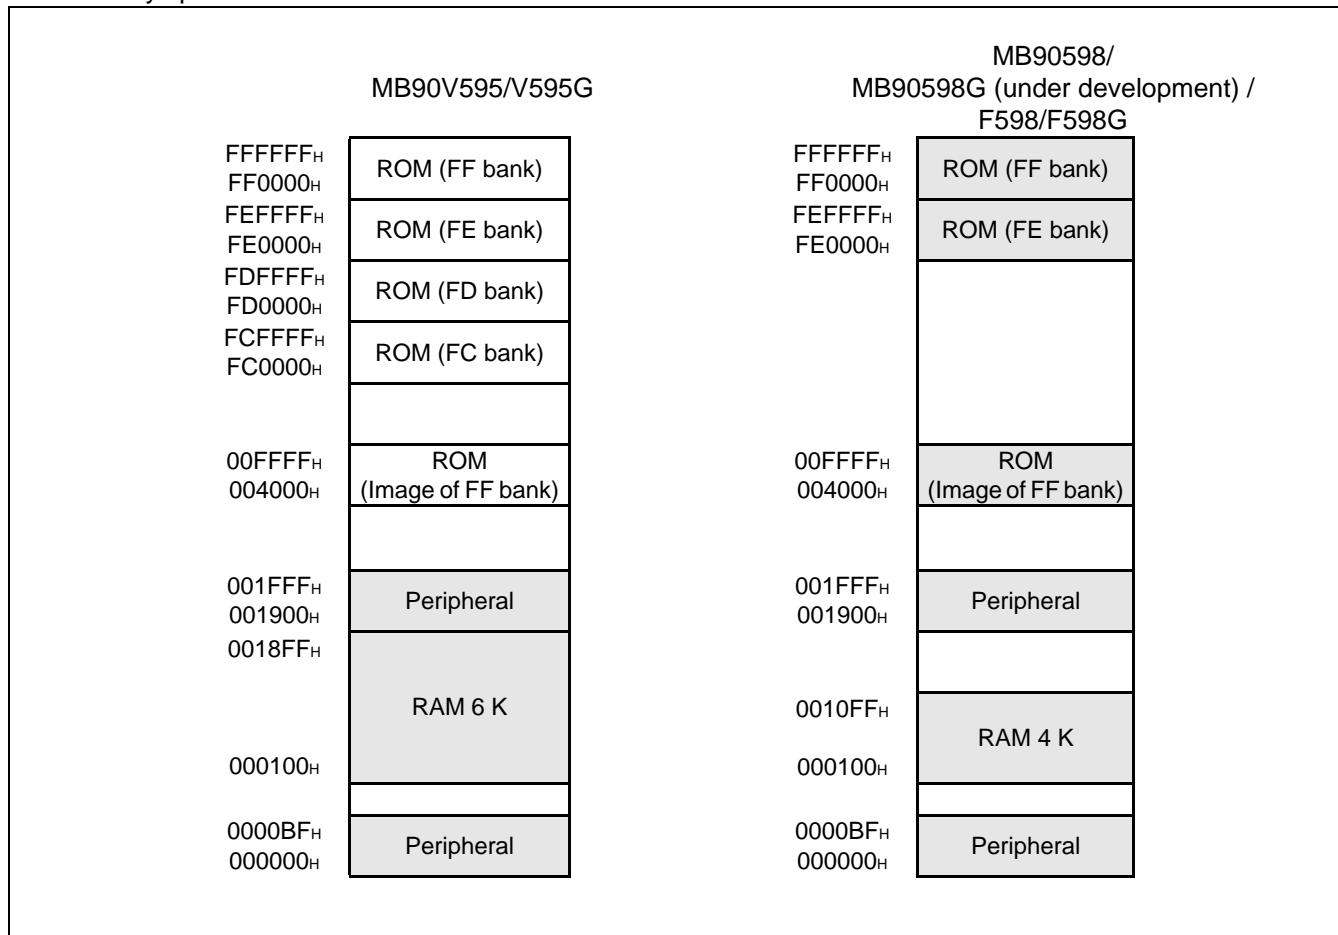 MB90V595/V595G
FFFFFFH
FF0000H
ROM (FF bank)
FEFFFFH
FE0000H
ROM (FE bank)
FDFFFFH
FD0000H
ROM (FD bank)
FCFFFFH
FC0000H
ROM (FC bank)
00FFFFH
004000H
ROM
(Image of FF bank)
001FFFH
001900H
Peripheral
0018FFH
RAM 6 K
000100H
0000BFH
000000H
Peripheral
MB90598/
MB90598G (under development) /
F598/F598G
FFFFFFH
FF0000H
ROM (FF bank)
FEFFFFH
FE0000H
ROM (FE bank)
00FFFFH
004000H
ROM
(Image of FF bank)
001FFFH
001900H
Peripheral
0010FFH
RAM 4 K
000100H
0000BFH
000000H
Peripheral